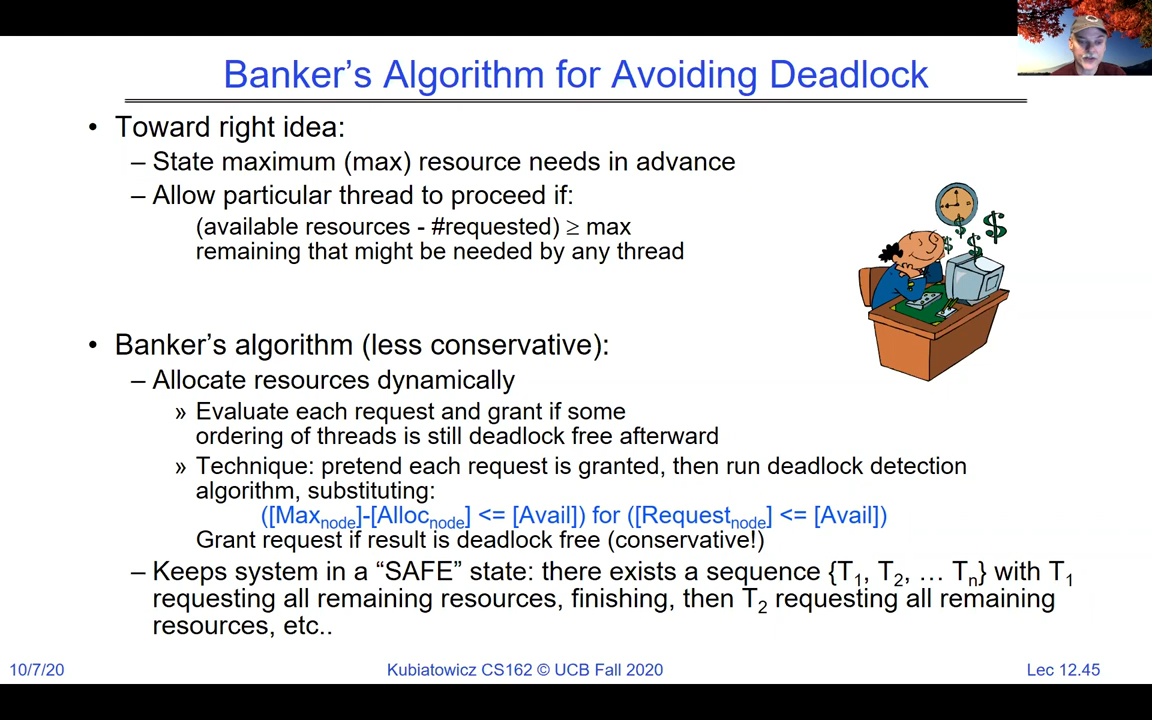 Banker's Algorithm for Avoiding Deadlock
• Toward right idea:
– State maximum (max) resource needs in advance
– Allow particular thread to proceed if:
(available resources - #requested) ≥ max
remaining that might be needed by any thread
• Banker's algorithm (less conservative):
– Allocate resources dynamically
» Evaluate each request and grant if some
ordering of threads is still deadlock free afterward
» Technique: pretend each request is granted, then run deadlock detection
algorithm, substituting:
([Max_node]-[Alloc_node] <= [Avail]) for ([Request_node] <= [Avail])
Grant request if result is deadlock free (conservative!)
– Keeps system in a “SAFE” state: there exists a sequence {T₁, T₂, … Tₙ} with T₁
requesting all remaining resources, finishing, then T₂ requesting all remaining
resources, etc..
10/7/20 Kubiatowicz CS162 © UCB Fall 2020 Lec 12.45